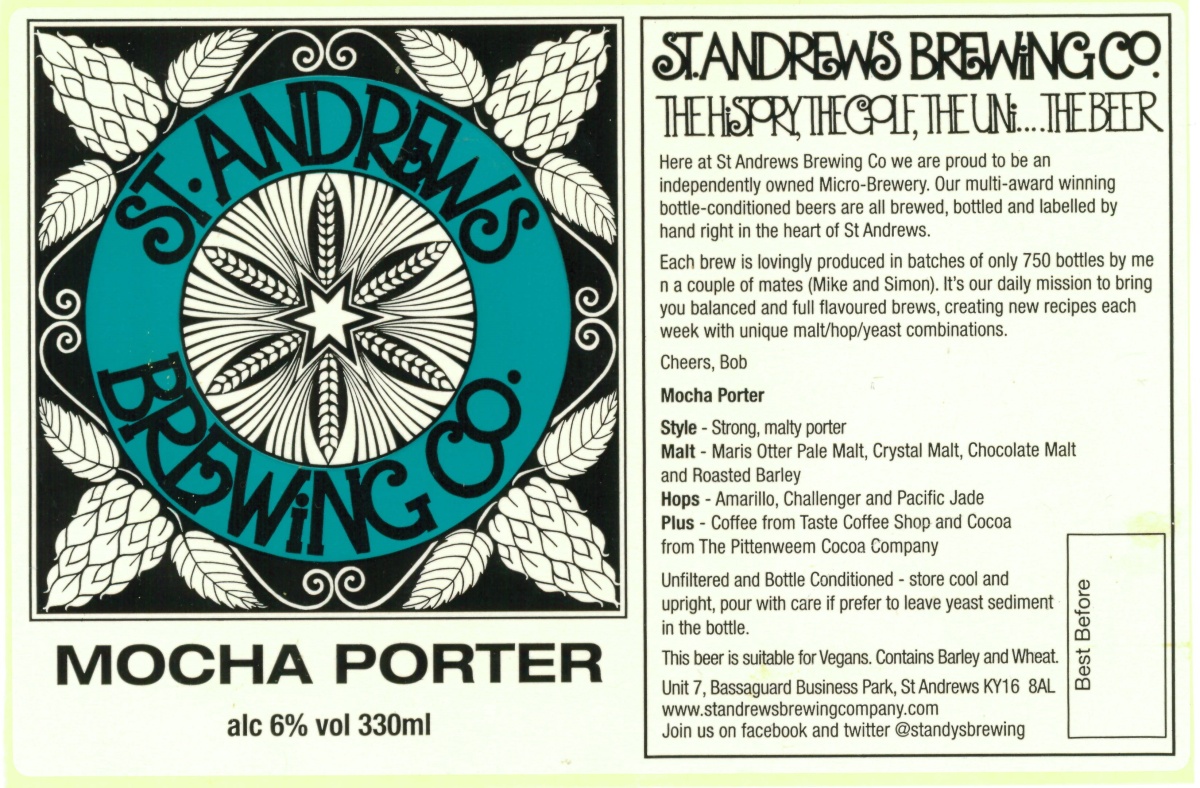 ST. ANDREWS
BREWiNG CO.
MOCHA PORTER
alc 6% vol 330ml
ST. ANDREWS BREWiNG CO.
THE HiSTORY, THE GOLF, THE UNi....THE BEER
Here at St Andrews Brewing Co we are proud to be an
independently owned Micro-Brewery. Our multi-award winning
bottle-conditioned beers are all brewed, bottled and labelled by
hand right in the heart of St Andrews.
Each brew is lovingly produced in batches of only 750 bottles by me
n a couple of mates (Mike and Simon). It's our daily mission to bring
you balanced and full flavoured brews, creating new recipes each
week with unique malt/hop/yeast combinations.
Cheers, Bob
Mocha Porter
Style - Strong, malty porter
Malt - Maris Otter Pale Malt, Crystal Malt, Chocolate Malt
and Roasted Barley
Hops - Amarillo, Challenger and Pacific Jade
Plus - Coffee from Taste Coffee Shop and Cocoa
from The Pittenweem Cocoa Company
Unfiltered and Bottle Conditioned - store cool and
upright, pour with care if prefer to leave yeast sediment
in the bottle.
This beer is suitable for Vegans. Contains Barley and Wheat.
Unit 7, Bassaguard Business Park, St Andrews KY16 8AL
www.standrewsbrewingcompany.com
Join us on facebook and twitter @standysbrewing
Best Before